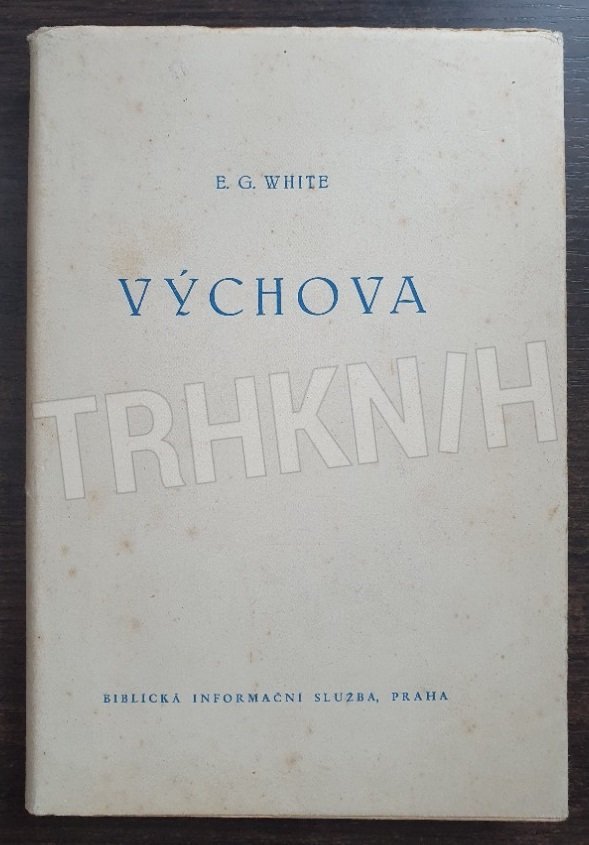 E. G. WHITE
VÝCHOVA
TRHKNIH
BIBLICKÁ INFORMAČNÍ SLUŽBA, PRAHA